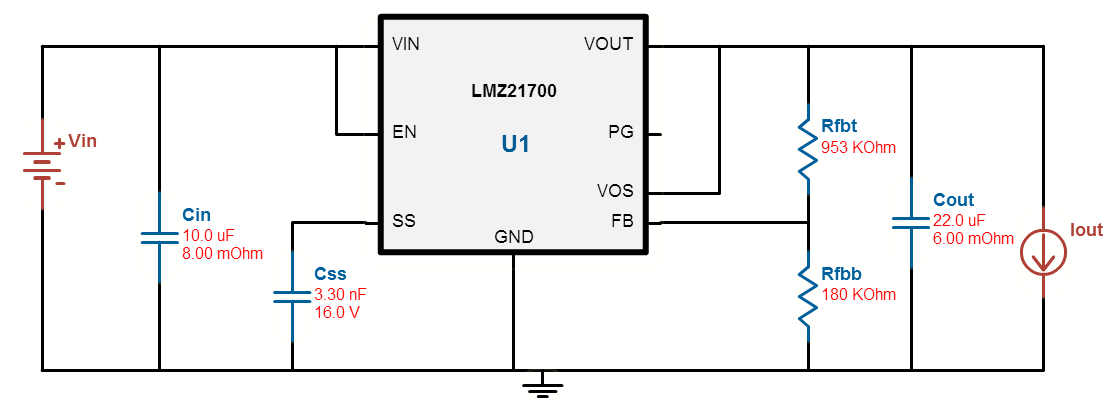 VIN
VOUT
LMZ21700
EN
PG
U1
Vin
VOS
SS
FB
GND
Rfbt
953 KOhm
Cin
10.0 uF
8.00 mOhm
Css
3.30 nF
16.0 V
Rfbb
180 KOhm
Cout
22.0 uF
6.00 mOhm
Iout